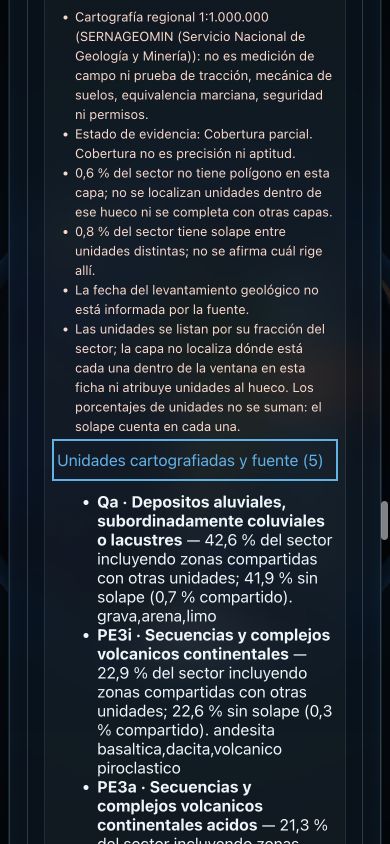 • Cartografía regional 1:1.000.000
(SERNAGEOMIN (Servicio Nacional de
Geología y Minería)): no es medición de
campo ni prueba de tracción, mecánica de
suelos, equivalencia marciana, seguridad
ni permisos.
• Estado de evidencia: Cobertura parcial.
Cobertura no es precisión ni aptitud.
• 0,6 % del sector no tiene polígono en esta
capa; no se localizan unidades dentro de
ese hueco ni se completa con otras capas.
• 0,8 % del sector tiene solape entre
unidades distintas; no se afirma cuál rige
allí.
• La fecha del levantamiento geológico no
está informada por la fuente.
• Las unidades se listan por su fracción del
sector; la capa no localiza dónde está
cada una dentro de la ventana en esta
ficha ni atribuye unidades al hueco. Los
porcentajes de unidades no se suman: el
solape cuenta en cada una.
Unidades cartografiadas y fuente (5)
• Qa · Depositos aluviales,
subordinadamente coluviales
o lacustres — 42,6 % del sector
incluyendo zonas compartidas
con otras unidades; 41,9 % sin
solape (0,7 % compartido).
grava,arena,limo
• PE3i · Secuencias y complejos
volcanicos continentales —
22,9 % del sector incluyendo
zonas compartidas con otras
unidades; 22,6 % sin solape (0,3
% compartido). andesita
basaltica,dacita,volcanico
piroclastico
• PE3a · Secuencias y
complejos volcanicos
continentales acidos — 21,3 %
del sector incluyendo zonas